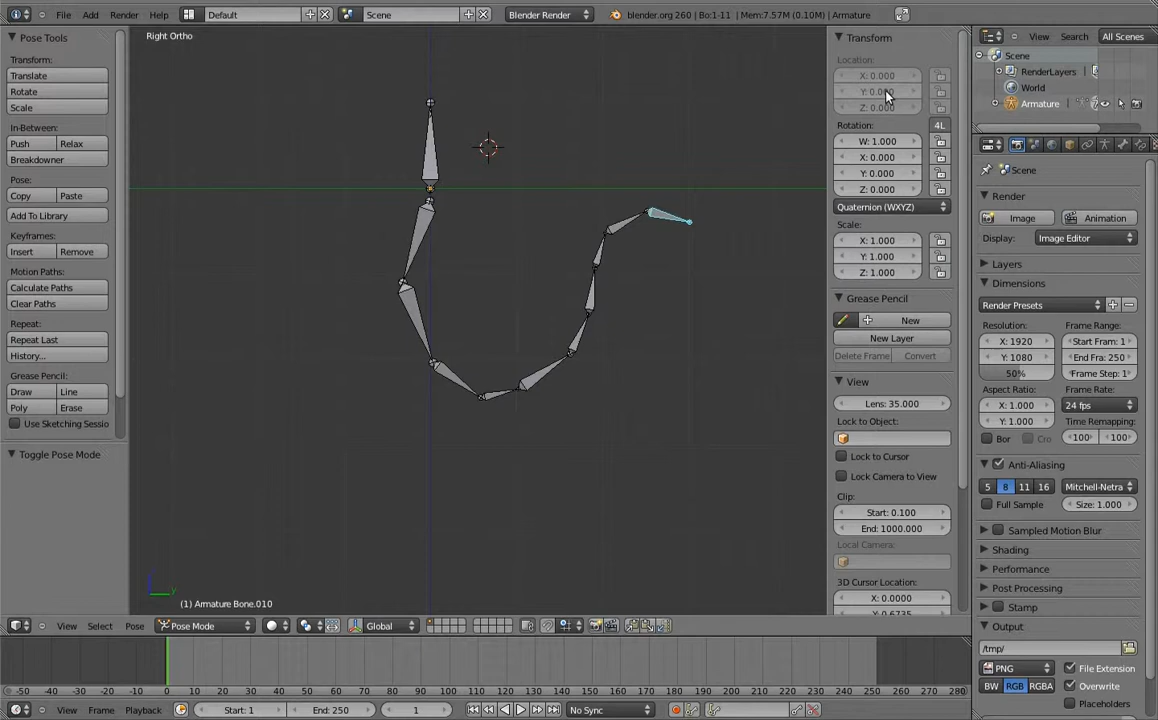 File Add Render Help Default Scene Blender Render blender.org 260 | Bo:1-11 | Mem:7.57M (0.10M) | Armature
Pose Tools
Transform:
Translate
Rotate
Scale
In-Between:
Push Relax
Breakdowner
Pose:
Copy Paste
Add To Library
Keyframes:
Insert Remove
Motion Paths:
Calculate Paths
Clear Paths
Repeat:
Repeat Last
History...
Grease Pencil:
Draw Line
Poly Erase
Use Sketching Sessio
Toggle Pose Mode
Right Ortho
(1) Armature Bone.010
Transform
Location:
X: 0.000
Y: 0.000
Z: 0.000
Rotation: 4L
W: 1.000
X: 0.000
Y: 0.000
Z: 0.000
Quaternion (WXYZ)
Scale:
X: 1.000
Y: 1.000
Z: 1.000
Grease Pencil
New
New Layer
Delete Frame Convert
View
Lens: 35.000
Lock to Object:
Lock to Cursor
Lock Camera to View
Clip:
Start: 0.100
End: 1000.000
Local Camera:
3D Cursor Location:
X: 0.0000
Y: 0.6735
View Search All Scenes
Scene
RenderLayers
World
Armature
Scene
Render
Image Animation
Display: Image Editor
Layers
Dimensions
Render Presets
Resolution: Frame Range:
X: 1920 Start Fram: 1
Y: 1080 End Fra: 250
50% Frame Step: 1
Aspect Ratio: Frame Rate:
X: 1.000 24 fps
Y: 1.000 Time Remapping:
Bor Cro 100 100
Anti-Aliasing
5 8 11 16 Mitchell-Netra
Full Sample Size: 1.000
Sampled Motion Blur
Shading
Performance
Post Processing
Stamp
Output
/tmp/
PNG File Extension
BW RGB RGBA Overwrite
Placeholders
View Select Pose Pose Mode Global
-50 -40 -30 -20 -10 0 10 20 30 40 50 60 70 80 90 100 110 120 130 140 150 160 170 180 190 200 210 220 230 240 250 260 270 280
View Frame Playback Start: 1 End: 250 1 No Sync